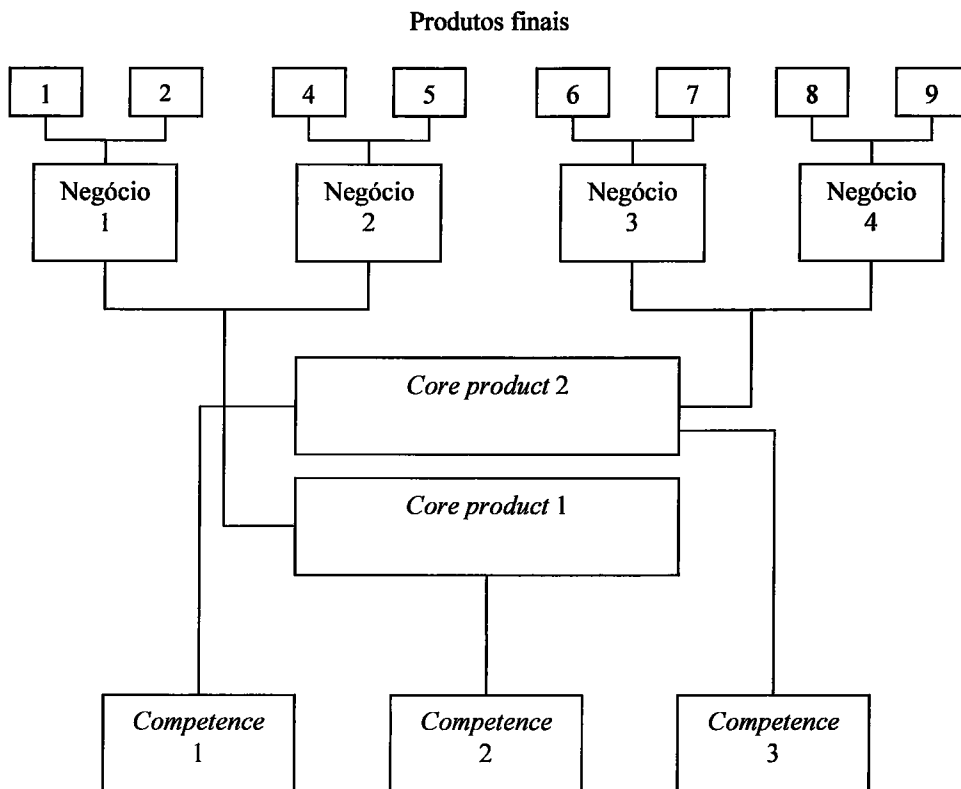 Produtos finais
1 2 4 5 6 7 8 9
Negócio Negócio Negócio Negócio
1 2 3 4
Core product 2
Core product 1
Competence Competence Competence
1 2 3